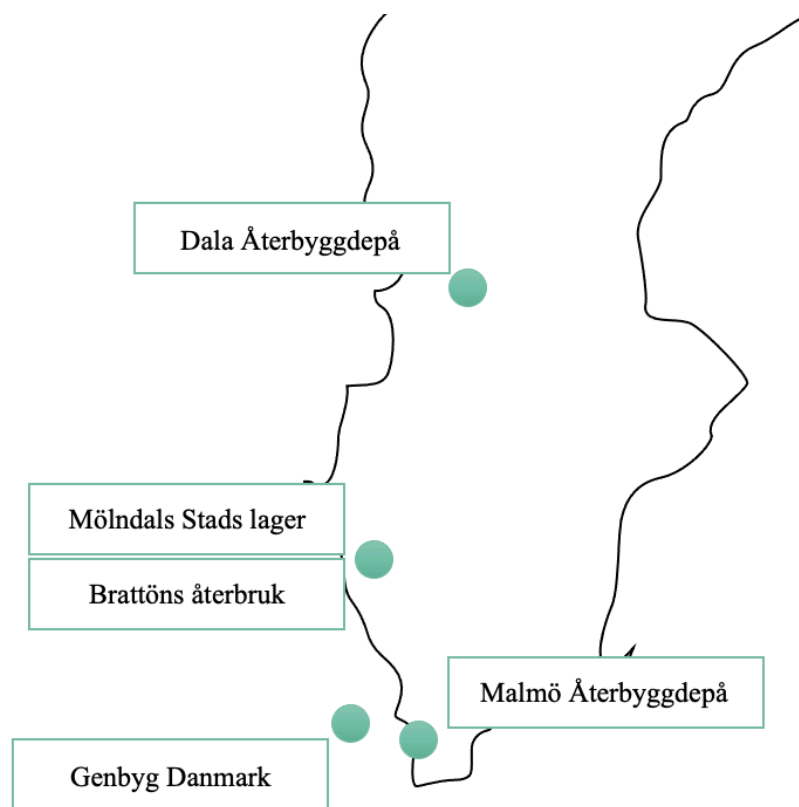 Dala Återbyggdepå
Mölndals Stads lager
Brattöns återbruk
Malmö Återbyggdepå
Genbyg Danmark